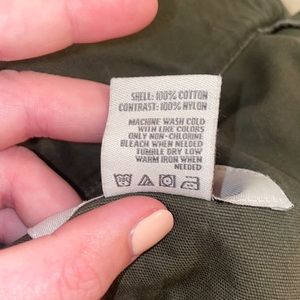 SHELL: 100% COTTON
CONTRAST: 100% NYLON
MACHINE WASH COLD
WITH LIKE COLORS
ONLY NON-CHLORINE
BLEACH WHEN NEEDED
TUMBLE DRY LOW
WARM IRON WHEN
NEEDED